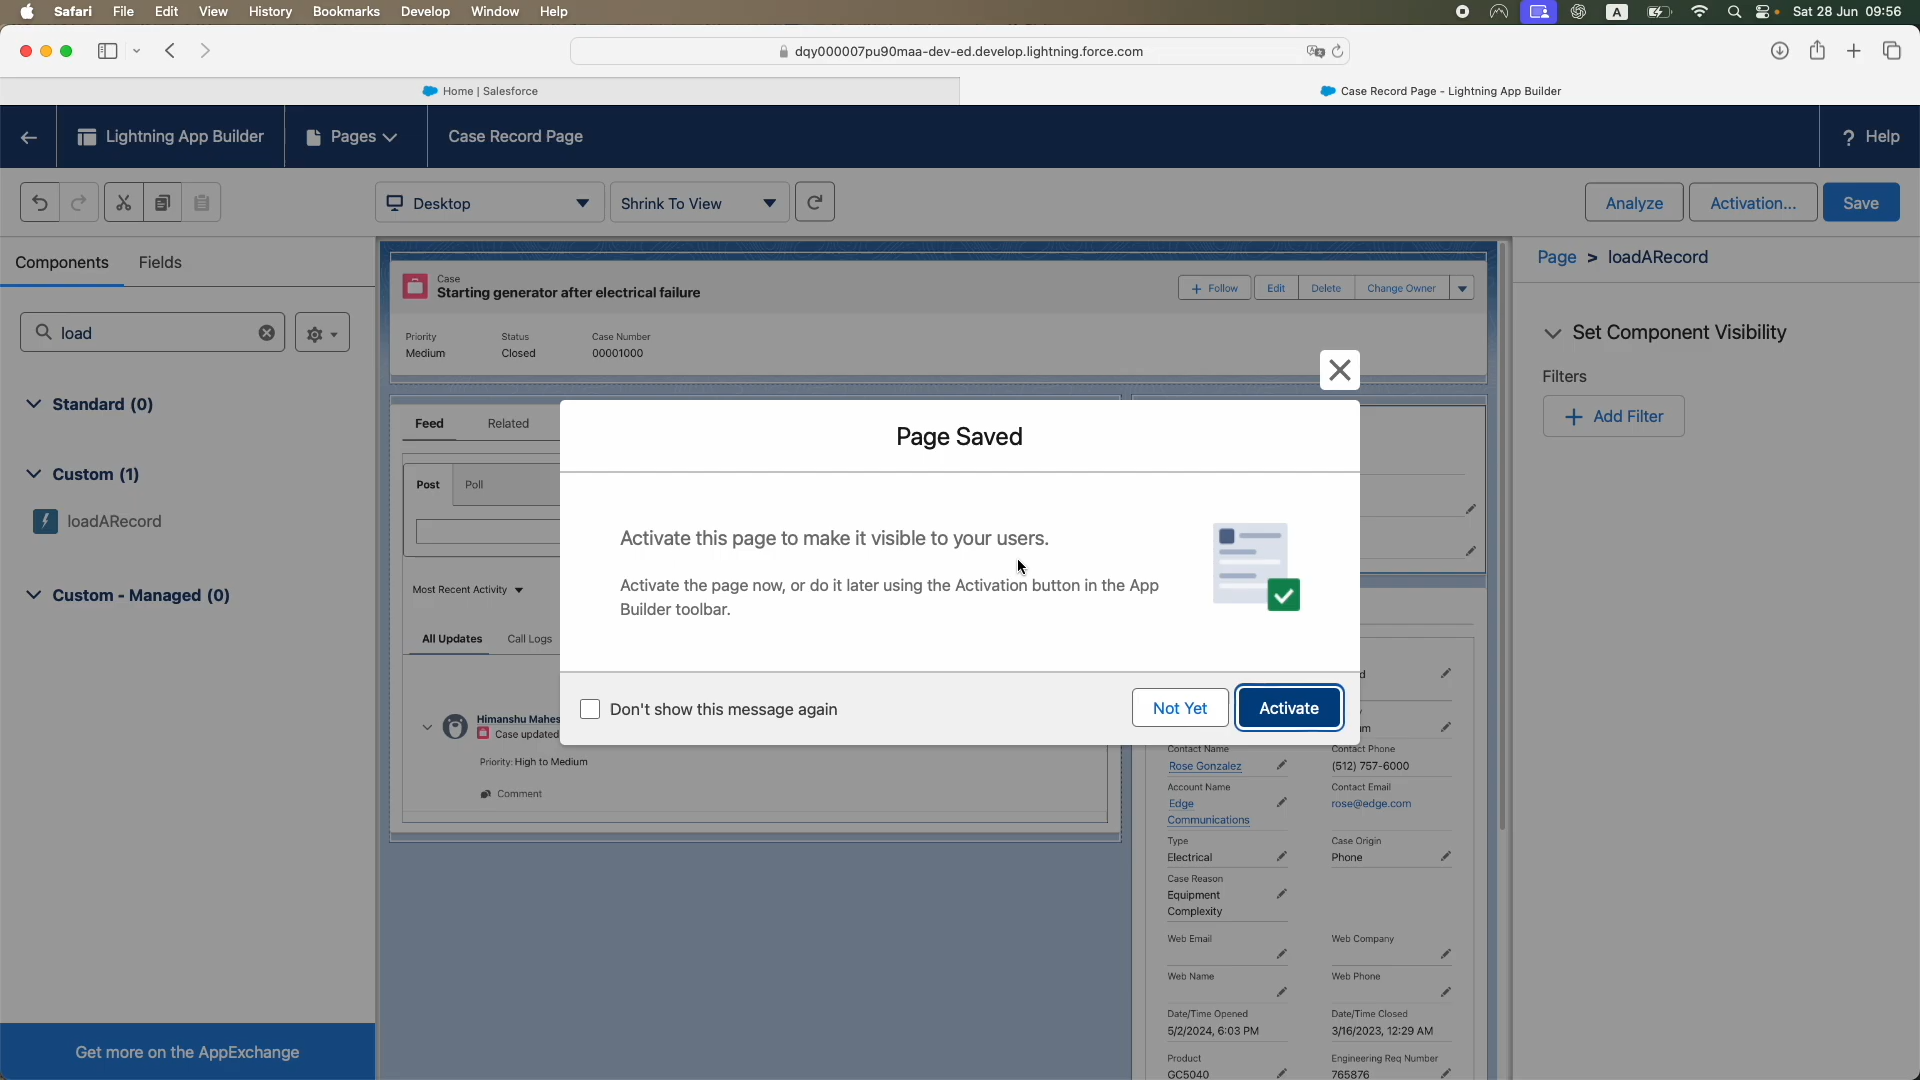 Safari File Edit View History Bookmarks Develop Window Help
A
Sat 28 Jun 09:56
dqy000007pu90maa-dev-ed.develop.lightning.force.com
Home | Salesforce
Case Record Page - Lightning App Builder
Lightning App Builder
Pages
Case Record Page
? Help
Desktop
Shrink To View
Analyze
Activation...
Save
Components
Fields
load
Standard (0)
Custom (1)
loadARecord
Custom - Managed (0)
Get more on the AppExchange
Case
Starting generator after electrical failure
+ Follow
Edit
Delete
Change Owner
Priority
Medium
Status
Closed
Case Number
00001000
Feed
Related
Post
Poll
Most Recent Activity
All Updates
Call Logs
Himanshu Mahes
Case updated
Priority: High to Medium
Comment
Page Saved
Activate this page to make it visible to your users.
Activate the page now, or do it later using the Activation button in the App
Builder toolbar.
Don't show this message again
Not Yet
Activate
Contact Name
Rose Gonzalez
Contact Phone
(512) 757-6000
Account Name
Edge
Communications
Contact Email
rose@edge.com
Type
Electrical
Case Origin
Phone
Case Reason
Equipment
Complexity
Web Email
Web Company
Web Name
Web Phone
Date/Time Opened
5/2/2024, 6:03 PM
Date/Time Closed
3/16/2023, 12:29 AM
Product
GC5040
Engineering Req Number
765876
Page > loadARecord
Set Component Visibility
Filters
+ Add Filter